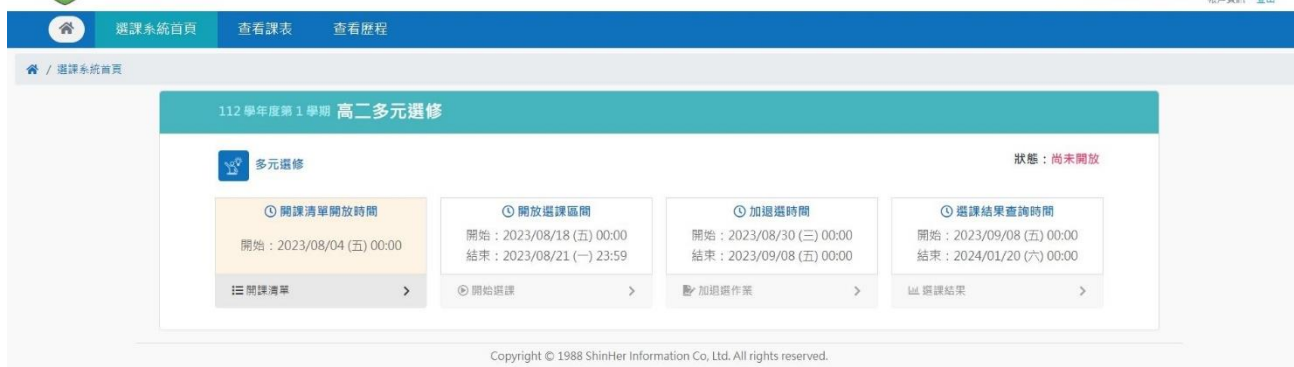 選課系統首頁 查看課表 查看歷程
/ 選課系統首頁
112 學年度第 1 學期 高二多元選修
多元選修
狀態：尚未開放
開課清單開放時間
開始：2023/08/04 (五) 00:00
開課清單
開放選課區間
開始：2023/08/18 (五) 00:00
結束：2023/08/21 (一) 23:59
開始選課
加退選時間
開始：2023/08/30 (三) 00:00
結束：2023/09/08 (五) 00:00
加退選作業
選課結果查詢時間
開始：2023/09/08 (五) 00:00
結束：2024/01/20 (六) 00:00
選課結果
Copyright © 1988 ShinHer Information Co, Ltd. All rights reserved.